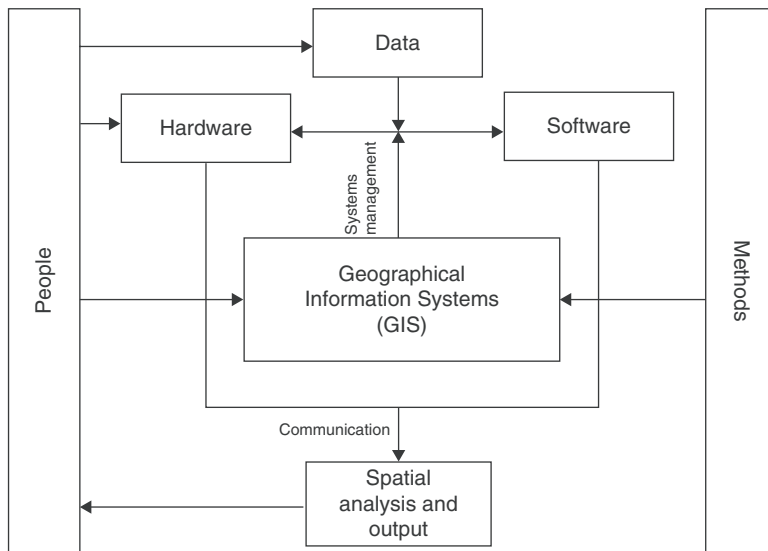 Data
Hardware
Software
Systems
management
People
Geographical
Information Systems
(GIS)
Methods
Communication
Spatial
analysis and
output